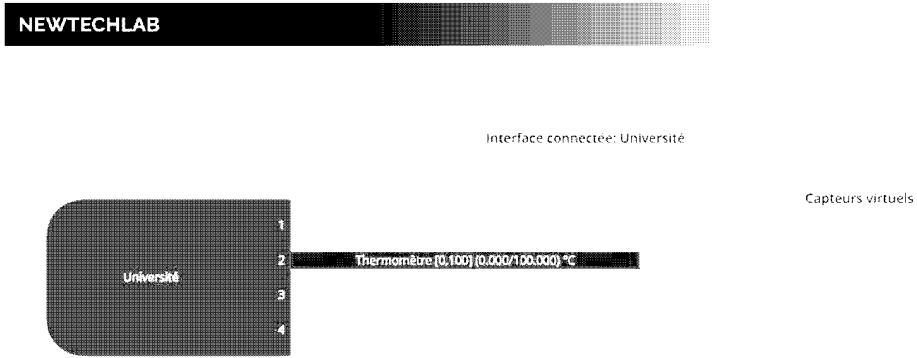 NEWTECHLAB
Interface connectée: Université
Capteurs virtuels
1
2 Thermomètre [0,100] (0.000/100.000) °C
Université
3
4